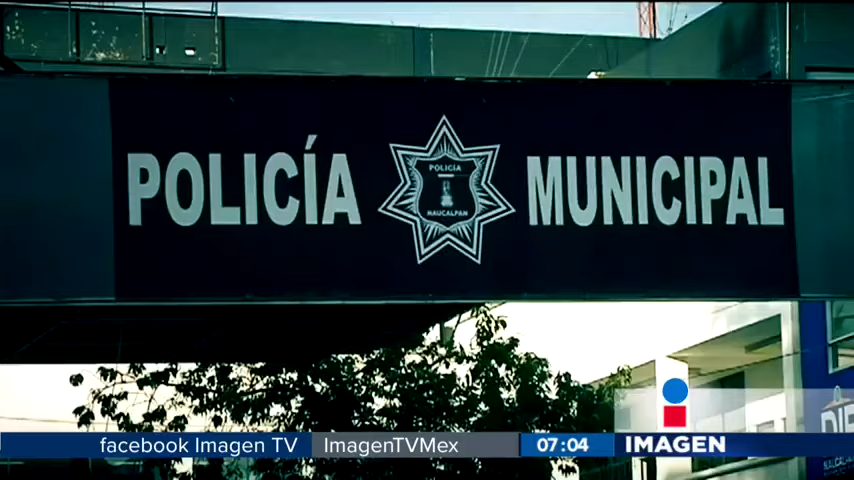 POLICÍA
POLICÍA
NAUCALPAN
MUNICIPAL
facebook Imagen TV
ImagenTVMex
07:04
IMAGEN